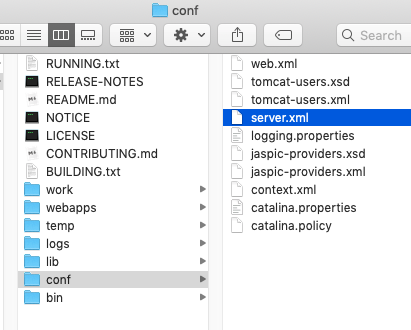 conf
Search
RUNNING.txt
RELEASE-NOTES
README.md
NOTICE
LICENSE
CONTRIBUTING.md
BUILDING.txt
work
webapps
temp
logs
lib
conf
bin
web.xml
tomcat-users.xsd
tomcat-users.xml
server.xml
logging.properties
jaspic-providers.xsd
jaspic-providers.xml
context.xml
catalina.properties
catalina.policy